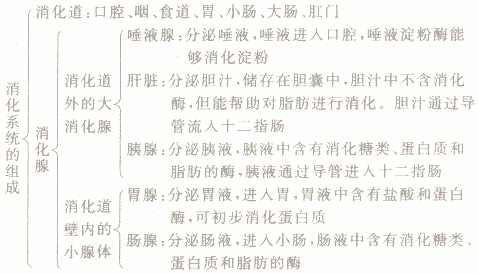 消化系统的组成
消化道:口腔、咽、食道、胃、小肠、大肠、肛门
消化腺
消化道
外的大
消化腺
唾液腺:分泌唾液,唾液进入口腔,唾液淀粉酶能
够消化淀粉
肝脏:分泌胆汁,储存在胆囊中,胆汁中不含消化
酶,但能帮助对脂肪进行消化。胆汁通过导
管流入十二指肠
胰腺:分泌胰液,胰液中含有消化糖类、蛋白质和
脂肪的酶,胰液通过导管进入十二指肠
消化道
壁内的
小腺体
胃腺:分泌胃液,进入胃,胃液中含有盐酸和蛋白
酶,可初步消化蛋白质
肠腺:分泌肠液,进入小肠,肠液中含有消化糖类、
蛋白质和脂肪的酶